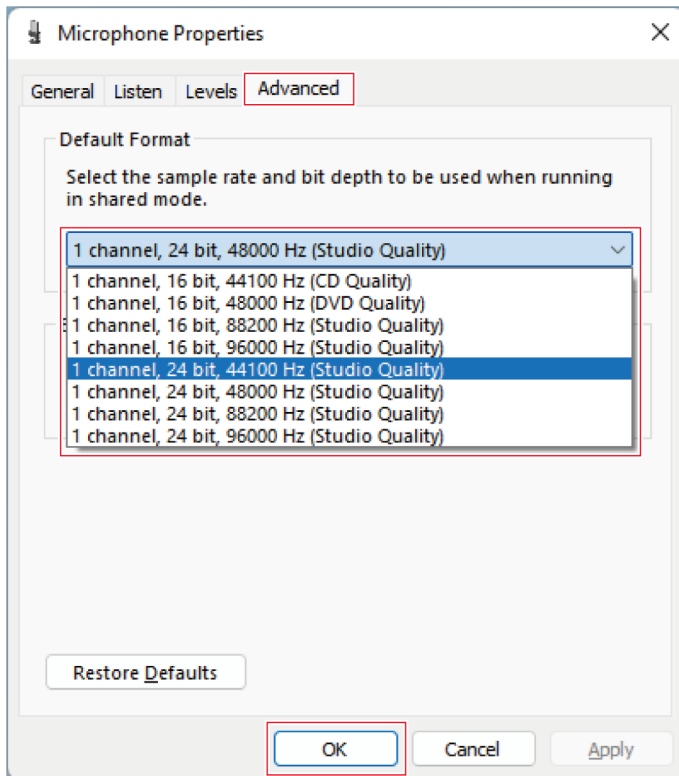 Microphone Properties
General Listen Levels Advanced
Default Format
Select the sample rate and bit depth to be used when running
in shared mode.
1 channel, 24 bit, 48000 Hz (Studio Quality)
1 channel, 16 bit, 44100 Hz (CD Quality)
1 channel, 16 bit, 48000 Hz (DVD Quality)
1 channel, 16 bit, 88200 Hz (Studio Quality)
1 channel, 16 bit, 96000 Hz (Studio Quality)
1 channel, 24 bit, 44100 Hz (Studio Quality)
1 channel, 24 bit, 48000 Hz (Studio Quality)
1 channel, 24 bit, 88200 Hz (Studio Quality)
1 channel, 24 bit, 96000 Hz (Studio Quality)
Restore Defaults
OK Cancel Apply